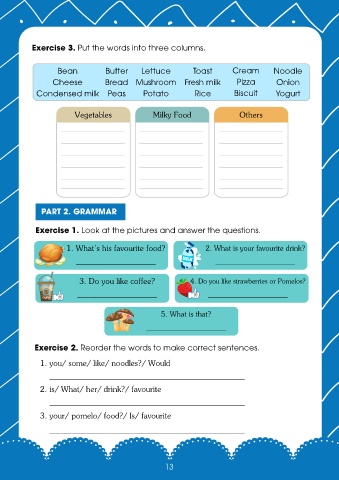 Exercise 3. Put the words into three columns.
Bean Butter Lettuce Toast Cream Noodle
Cheese Bread Mushroom Fresh milk Pizza Onion
Condensed milk Peas Potato Rice Biscuit Yogurt
Vegetables Milky Food Others
PART 2. GRAMMAR
Exercise 1. Look at the pictures and answer the questions.
1. What's his favourite food?
2. What is your favourite drink?
MILK
3. Do you like coffee?
4. Do you like strawberries or Pomelos?
5. What is that?
Exercise 2. Reorder the words to make correct sentences.
1. you/ some/ like/ noodles?/ Would
2. is/ What/ her/ drink?/ favourite
3. your/ pomelo/ food?/ Is/ favourite
13